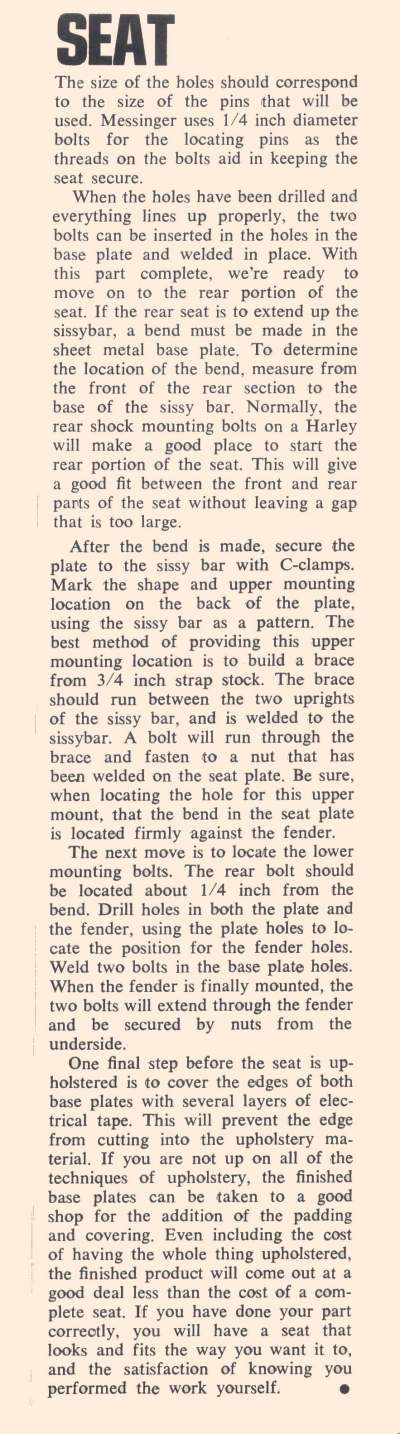 SEAT
The size of the holes should correspond
to the size of the pins that will be
used. Messinger uses 1/4 inch diameter
bolts for the locating pins as the
threads on the bolts aid in keeping the
seat secure.
When the holes have been drilled and
everything lines up properly, the two
bolts can be inserted in the holes in the
base plate and welded in place. With
this part complete, we're ready to
move on to the rear portion of the
seat. If the rear seat is to extend up the
sissybar, a bend must be made in the
sheet metal base plate. To determine
the location of the bend, measure from
the front of the rear section to the
base of the sissy bar. Normally, the
rear shock mounting bolts on a Harley
will make a good place to start the
rear portion of the seat. This will give
a good fit between the front and rear
parts of the seat without leaving a gap
that is too large.
After the bend is made, secure the
plate to the sissy bar with C-clamps.
Mark the shape and upper mounting
location on the back of the plate,
using the sissy bar as a pattern. The
best method of providing this upper
mounting location is to build a brace
from 3/4 inch strap stock. The brace
should run between the two uprights
of the sissy bar, and is welded to the
sissybar. A bolt will run through the
brace and fasten to a nut that has
been welded on the seat plate. Be sure,
when locating the hole for this upper
mount, that the bend in the seat plate
is located firmly against the fender.
The next move is to locate the lower
mounting bolts. The rear bolt should
be located about 1/4 inch from the
bend. Drill holes in both the plate and
the fender, using the plate holes to lo-
cate the position for the fender holes.
Weld two bolts in the base plate holes.
When the fender is finally mounted, the
two bolts will extend through the fender
and be secured by nuts from the
underside.
One final step before the seat is up-
holstered is to cover the edges of both
base plates with several layers of elec-
trical tape. This will prevent the edge
from cutting into the upholstery ma-
terial. If you are not up on all of the
techniques of upholstery, the finished
base plates can be taken to a good
shop for the addition of the padding
and covering. Even including the cost
of having the whole thing upholstered,
the finished product will come out at a
good deal less than the cost of a com-
plete seat. If you have done your part
correctly, you will have a seat that
looks and fits the way you want it to,
and the satisfaction of knowing you
performed the work yourself. ●